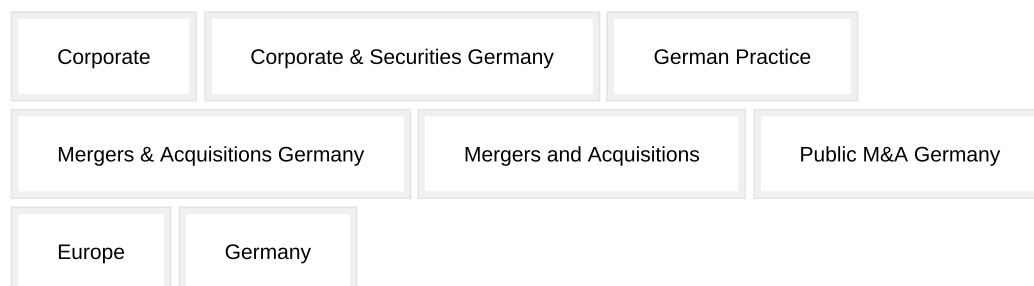 Corporate Corporate & Securities Germany German Practice
Mergers & Acquisitions Germany Mergers and Acquisitions Public M&A Germany
Europe Germany